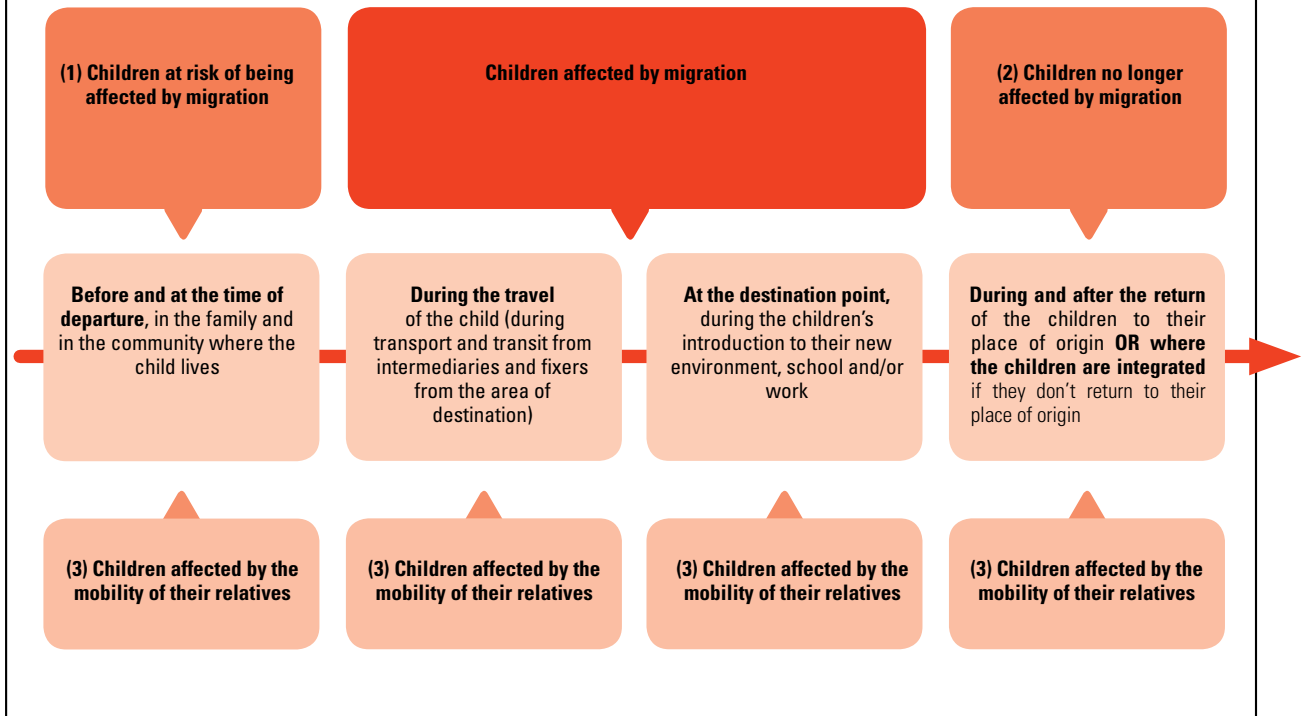 (1) Children at risk of being
affected by migration
Children affected by migration
(2) Children no longer
affected by migration
Before and at the time of
departure, in the family and
in the community where the
child lives
During the travel
of the child (during
transport and transit from
intermediaries and fixers
from the area of
destination)
At the destination point,
during the children's
introduction to their new
environment, school and/or
work
During and after the return
of the children to their
place of origin OR where
the children are integrated
if they don't return to their
place of origin
(3) Children affected by the
mobility of their relatives
(3) Children affected by the
mobility of their relatives
(3) Children affected by the
mobility of their relatives
(3) Children affected by the
mobility of their relatives